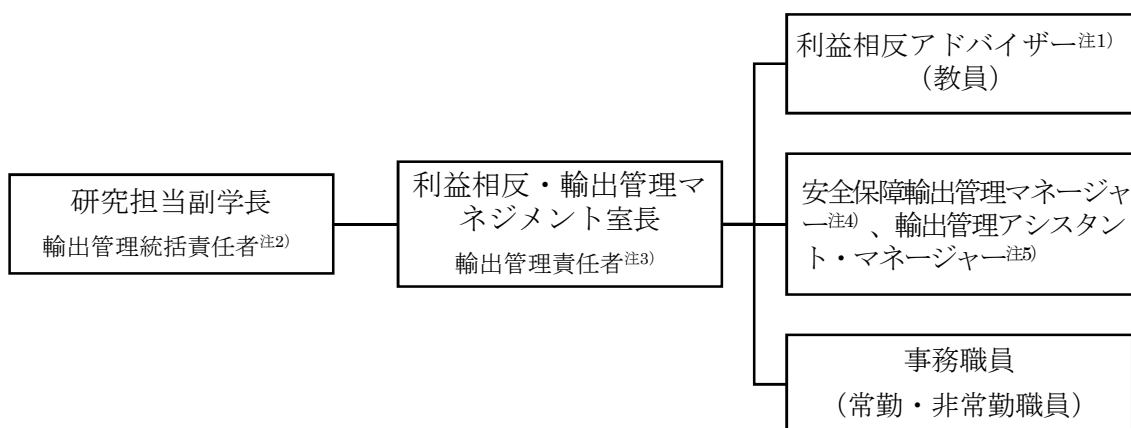 研究担当副学長
輸出管理統括責任者注2)
利益相反・輸出管理マ
ネジメント室長
輸出管理責任者注3)
利益相反アドバイザー注1)
（教員）
安全保障輸出管理マネージャ
ー注4) 、輸出管理アシスタン
ト・マネージャー注5)
事務職員
（常勤・非常勤職員）